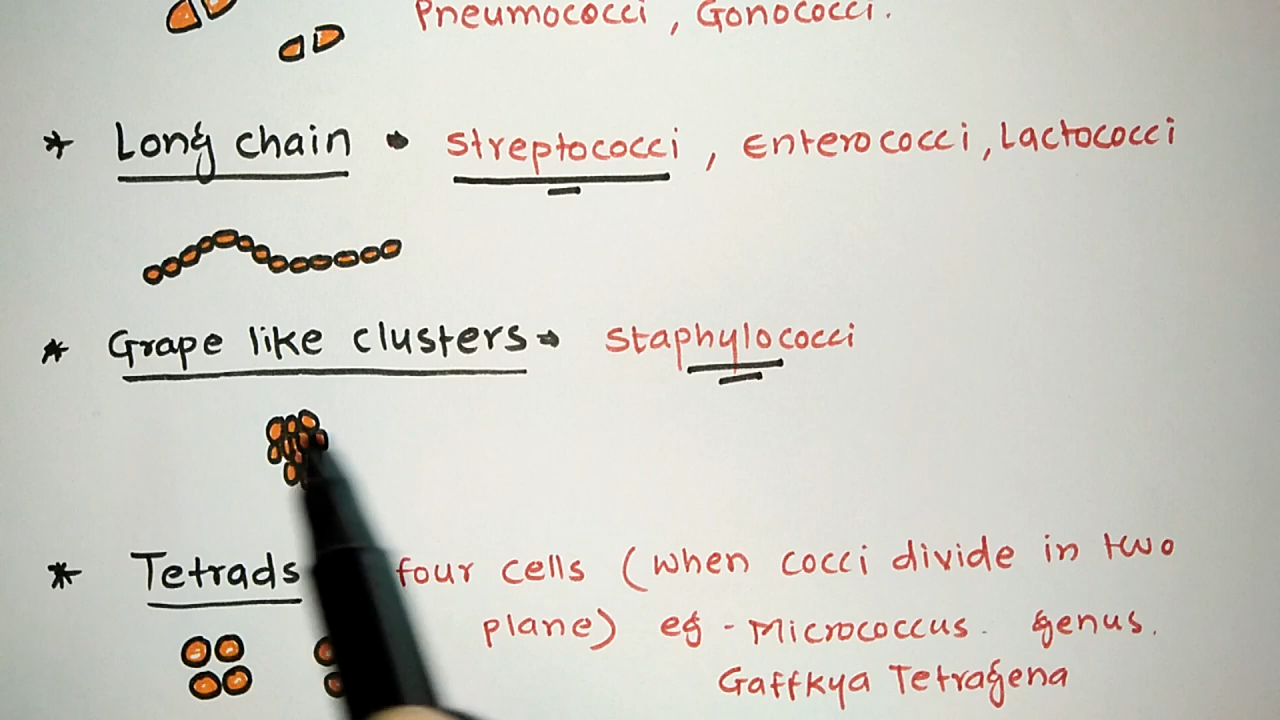 Pneumococci, Gonococci.
* Long chain → Streptococci, Enterococci, Lactococci
* Grape like clusters → Staphylococci
* Tetrads four cells (when cocci divide in two
plane) eg - Micrococcus. genus.
Gaffkya Tetragena